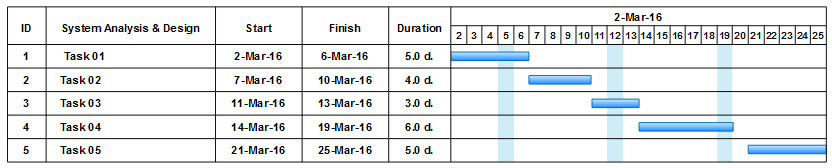 2-Mar-16
ID System Analysis & Design Start Finish Duration
2 3 4 5 6 7 8 9 10 11 12 13 14 15 16 17 18 19 20 21 22 23 24 25
1 Task 01 2-Mar-16 6-Mar-16 5.0 d.
2 Task 02 7-Mar-16 10-Mar-16 4.0 d.
3 Task 03 11-Mar-16 13-Mar-16 3.0 d.
4 Task 04 14-Mar-16 19-Mar-16 6.0 d.
5 Task 05 21-Mar-16 25-Mar-16 5.0 d.